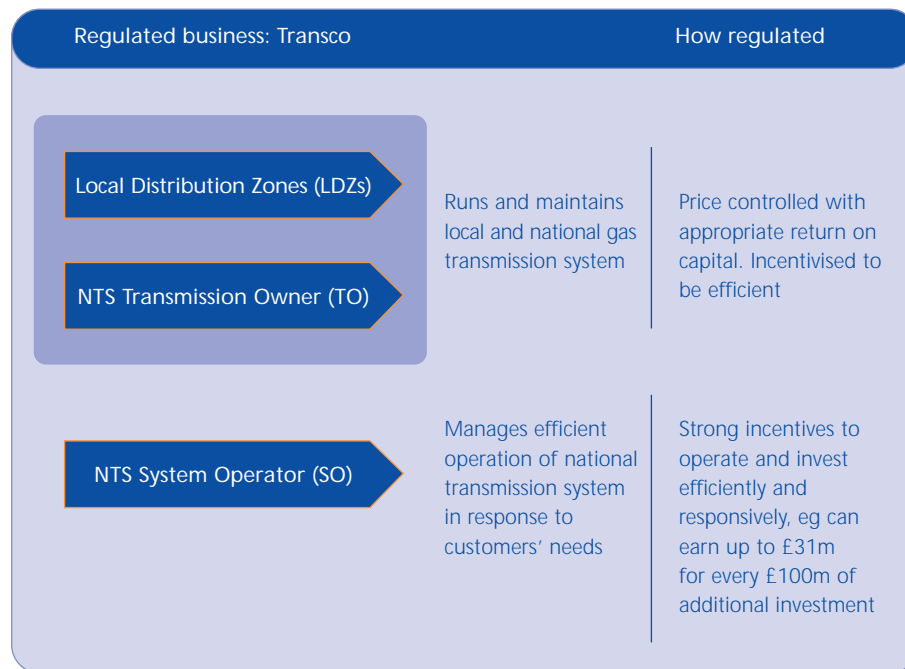 Regulated business: Transco
How regulated
Local Distribution Zones (LDZs)
NTS Transmission Owner (TO)
Runs and maintains
local and national gas
transmission system
Price controlled with
appropriate return on
capital. Incentivised to
be efficient
NTS System Operator (SO)
Manages efficient
operation of national
transmission system
in response to
customers’ needs
Strong incentives to
operate and invest
efficiently and
responsively, eg can
earn up to £31m
for every £100m of
additional investment